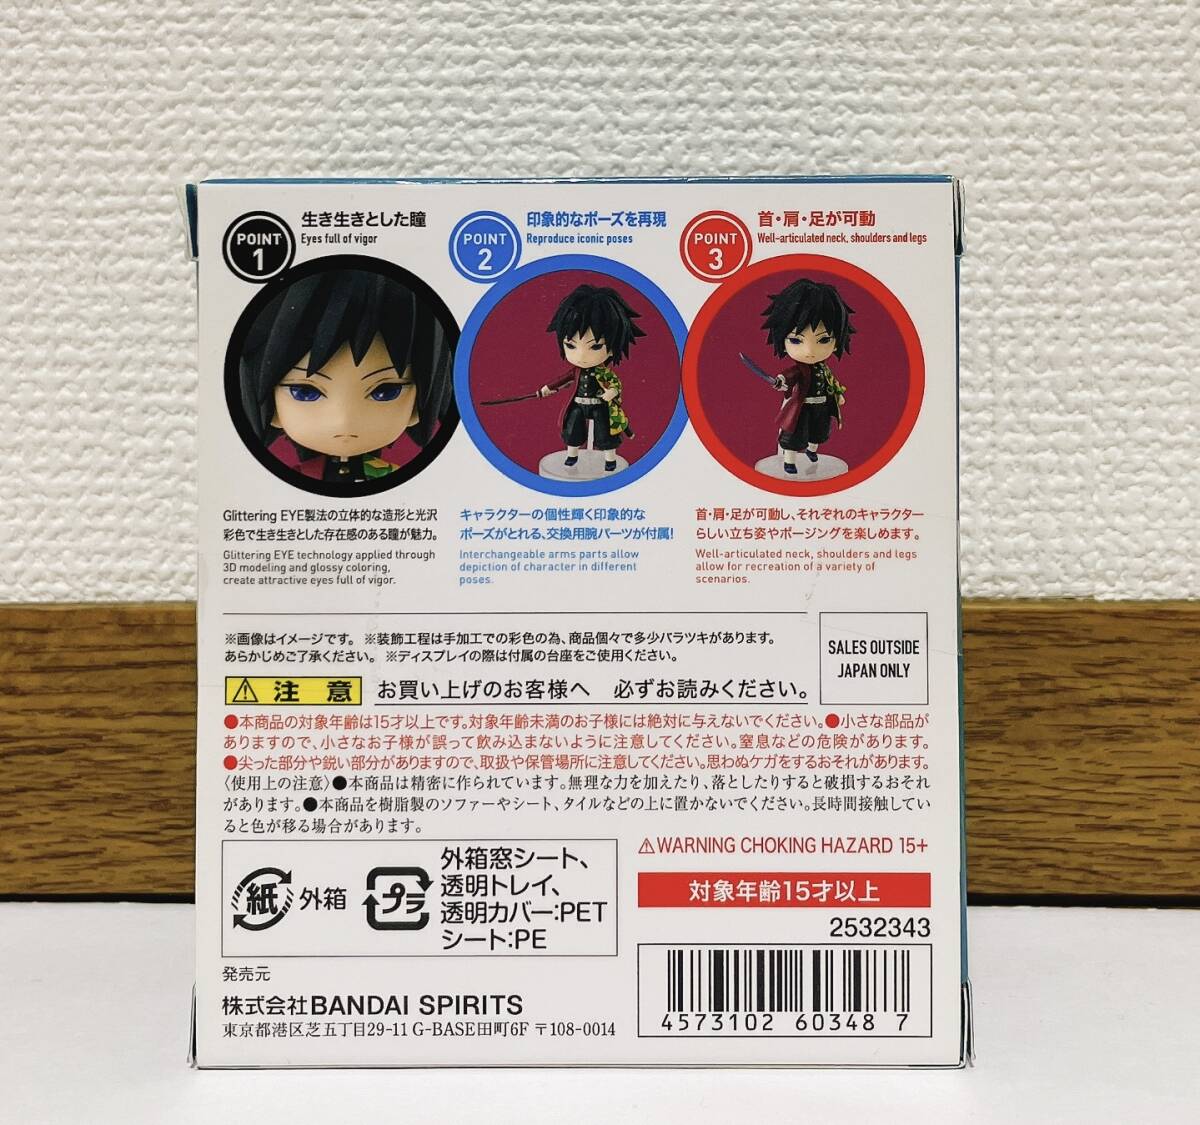 POINT
1
生き生きとした瞳
Eyes full of vigor
Glittering EYE製法の立体的な造形と光沢
彩色で生き生きとした存在感のある瞳が魅力。
Glittering EYE technology applied through
3D modeling and glossy coloring,
create attractive eyes full of vigor.
POINT
2
印象的なポーズを再現
Reproduce iconic poses
キャラクターの個性輝く印象的な
ポーズがとれる、交換用腕パーツが付属!
Interchangeable arms parts allow
depiction of character in different
poses.
POINT
3
首・肩・足が可動
Well-articulated neck, shoulders and legs
首・肩・足が可動し、それぞれのキャラクター
らしい立ち姿やポージングを楽しめます。
Well-articulated neck, shoulders and legs
allow for recreation of a variety of
scenarios.
※画像はイメージです。 ※装飾工程は手加工での彩色の為、商品個々で多少バラツキがあります。
あらかじめご了承ください。 ※ディスプレイの際は付属の台座をご使用ください。
SALES OUTSIDE
JAPAN ONLY
⚠注意 お買い上げのお客様へ 必ずお読みください。
●本商品の対象年齢は15才以上です。対象年齢未満のお子様には絶対に与えないでください。●小さな部品が
ありますので、小さなお子様が誤って飲み込まないように注意してください。窒息などの危険があります。
●尖った部分や鋭い部分がありますので、取扱や保管場所に注意してください。思わぬケガをするおそれがあります。
〈使用上の注意〉●本商品は精密に作られています。無理な力を加えたり、落としたりすると破損するおそれ
があります。●本商品を樹脂製のソファーやシート、タイルなどの上に置かないでください。長時間接触してい
ると色が移る場合があります。
紙 外箱
プラ
外箱窓シート、
透明トレイ、
透明カバー:PET
シート:PE
⚠WARNING CHOKING HAZARD 15+
対象年齢15才以上
2532343
発売元
株式会社BANDAI SPIRITS
東京都港区芝五丁目29-11 G-BASE田町6F 〒108-0014
4573102 60348 7